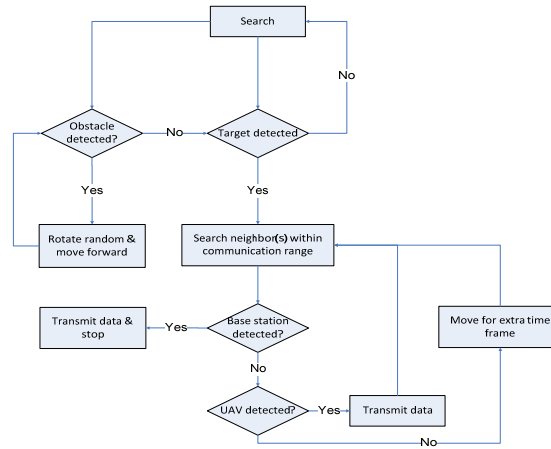 Search
No
Obstacle
detected?
No
Target detected
Yes
Yes
Rotate random &
move forward
Search neighbor(s) within
communication range
Transmit data &
stop
Yes
Base station
detected?
Move for extra time
frame
No
UAV detected?
Yes
Transmit data
No